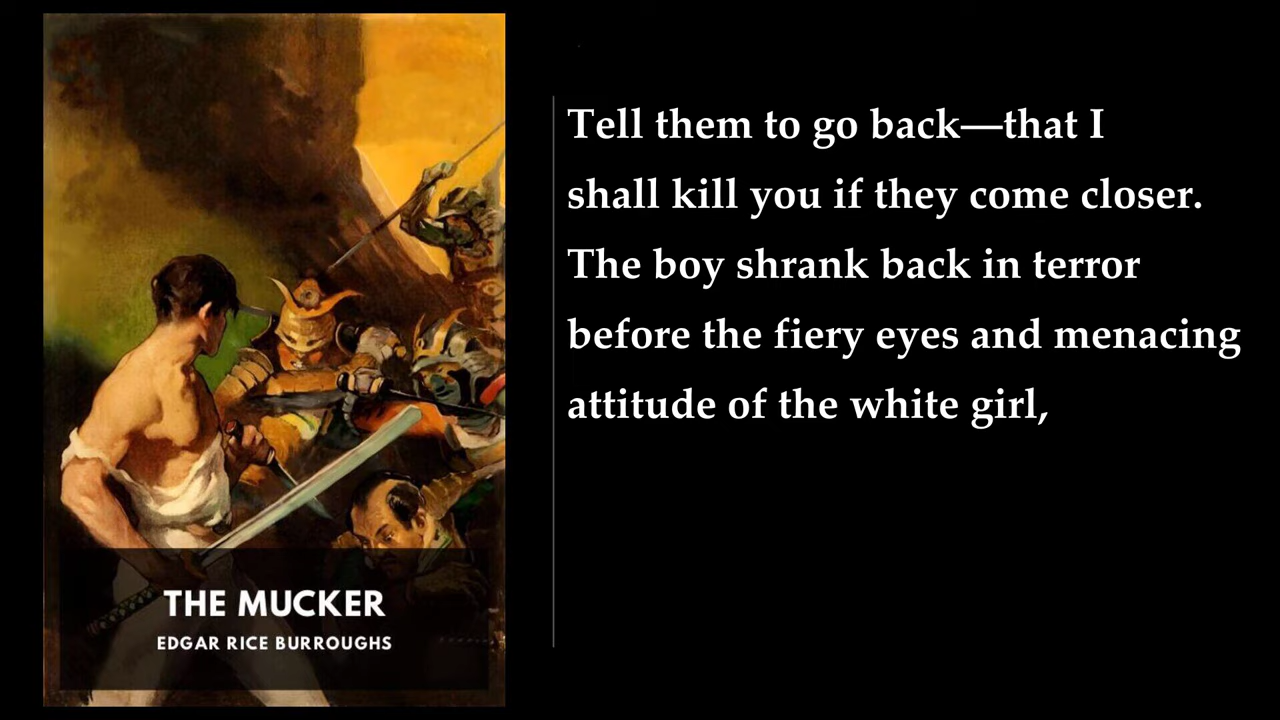 THE MUCKER
EDGAR RICE BURROUGHS
Tell them to go back—that I
shall kill you if they come closer.
The boy shrank back in terror
before the fiery eyes and menacing
attitude of the white girl,